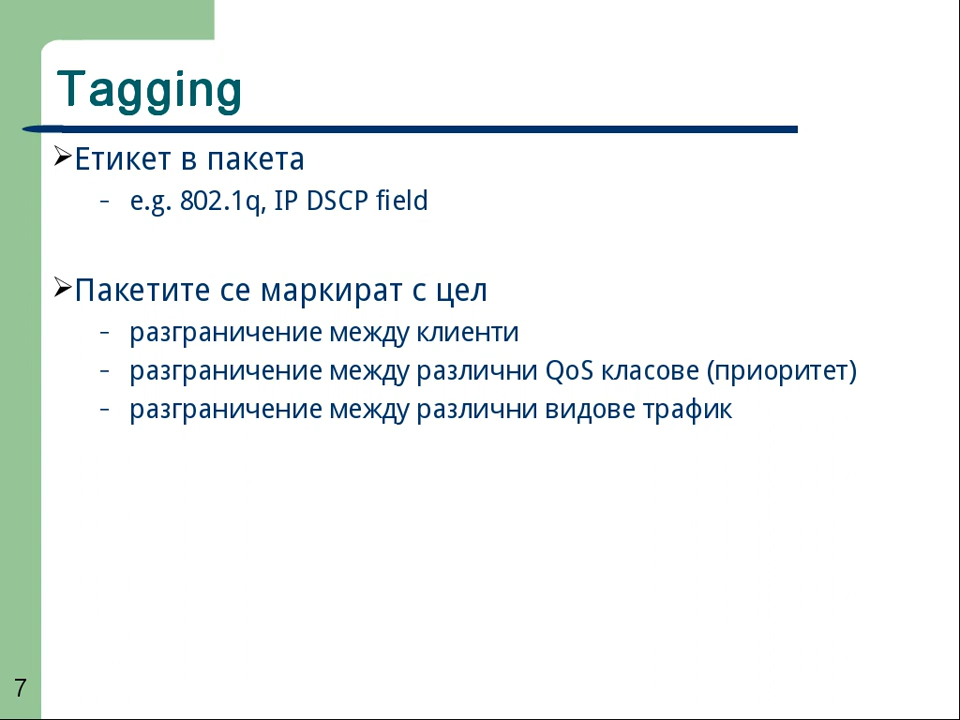 Tagging
Етикет в пакета
- e.g. 802.1q, IP DSCP field
Пакетите се маркират с цел
- разграничение между клиенти
- разграничение между различни QoS класове (приоритет)
- разграничение между различни видове трафик
7